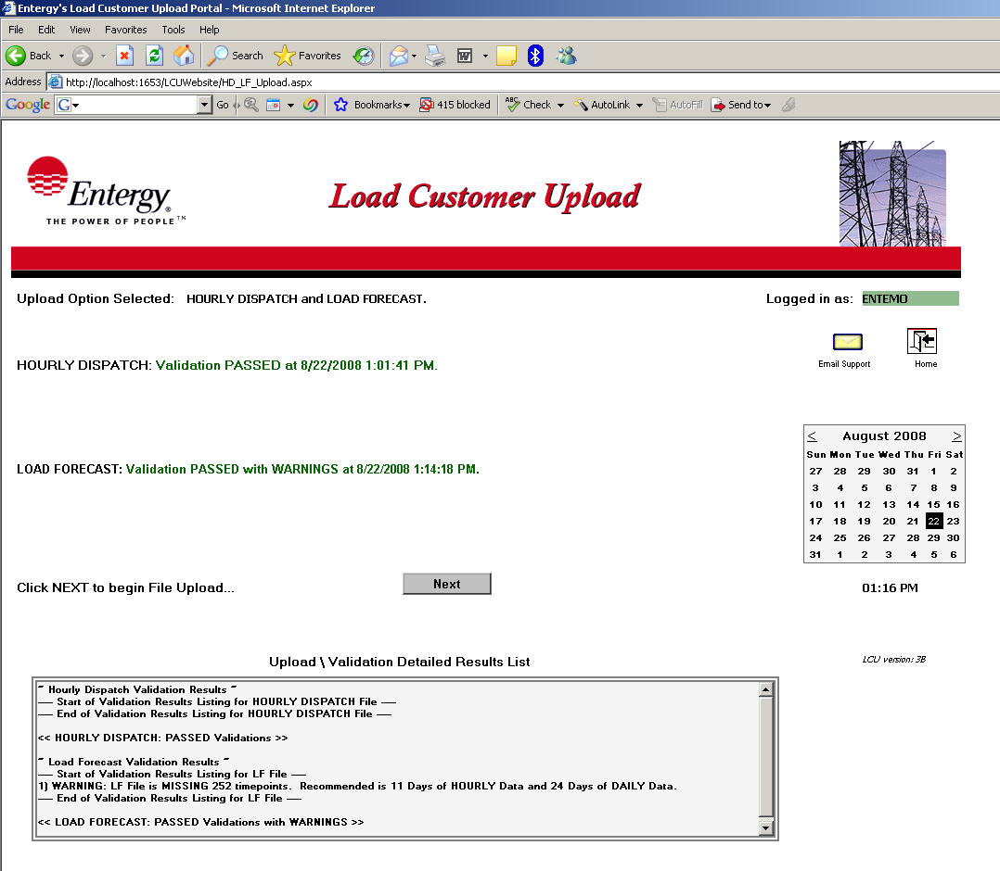 Entergy's Load Customer Upload Portal - Microsoft Internet Explorer
File Edit View Favorites Tools Help
Back Search Favorites
Address http://localhost:1653/LCUWebsite/HD_LF_Upload.aspx
Google G Go Bookmarks 415 blocked ABC Check AutoLink AutoFill Send to
Entergy®
THE POWER OF PEOPLE™
Load Customer Upload
Upload Option Selected: HOURLY DISPATCH and LOAD FORECAST. Logged in as: ENTEMO
Email Support Home
HOURLY DISPATCH: Validation PASSED at 8/22/2008 1:01:41 PM.
< August 2008 >
Sun Mon Tue Wed Thu Fri Sat
27 28 29 30 31 1 2
3 4 5 6 7 8 9
10 11 12 13 14 15 16
17 18 19 20 21 22 23
24 25 26 27 28 29 30
31 1 2 3 4 5 6
LOAD FORECAST: Validation PASSED with WARNINGS at 8/22/2008 1:14:18 PM.
Click NEXT to begin File Upload... Next 01:16 PM
Upload \ Validation Detailed Results List LCU version: 3B
~ Hourly Dispatch Validation Results ~
---- Start of Validation Results Listing for HOURLY DISPATCH File ----
---- End of Validation Results Listing for HOURLY DISPATCH File ----
<< HOURLY DISPATCH: PASSED Validations >>
~ Load Forecast Validation Results ~
---- Start of Validation Results Listing for LF File ----
1) WARNING: LF File is MISSING 252 timepoints. Recommended is 11 Days of HOURLY Data and 24 Days of DAILY Data.
---- End of Validation Results Listing for LF File ----
<< LOAD FORECAST: PASSED Validations with WARNINGS >>